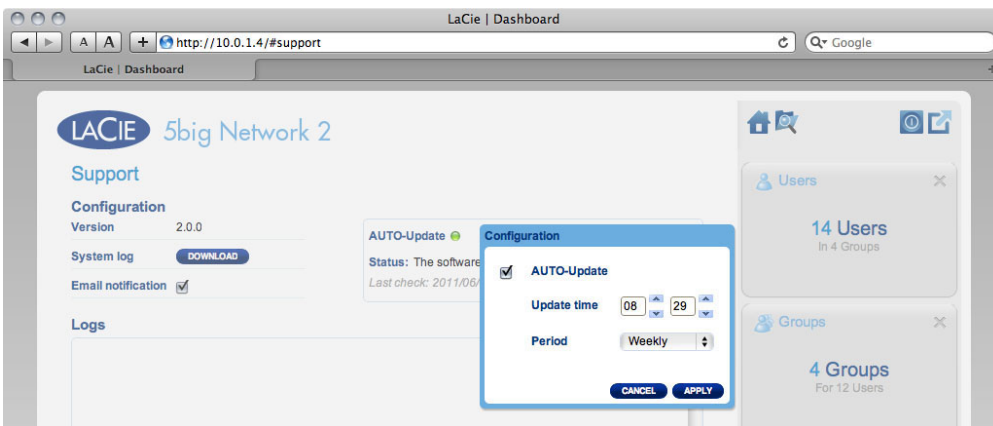 LaCie | Dashboard
A A + http://10.0.1.4/#support Google
LaCie | Dashboard +
LACIE 5big Network 2
Support
Configuration
Version 2.0.0
System log DOWNLOAD
Email notification
Logs
AUTO-Update
Status: The software
Last check: 2011/06/
Configuration
AUTO-Update
Update time 08 29
Period Weekly
CANCEL APPLY
Users
14 Users
In 4 Groups
Groups
4 Groups
For 12 Users